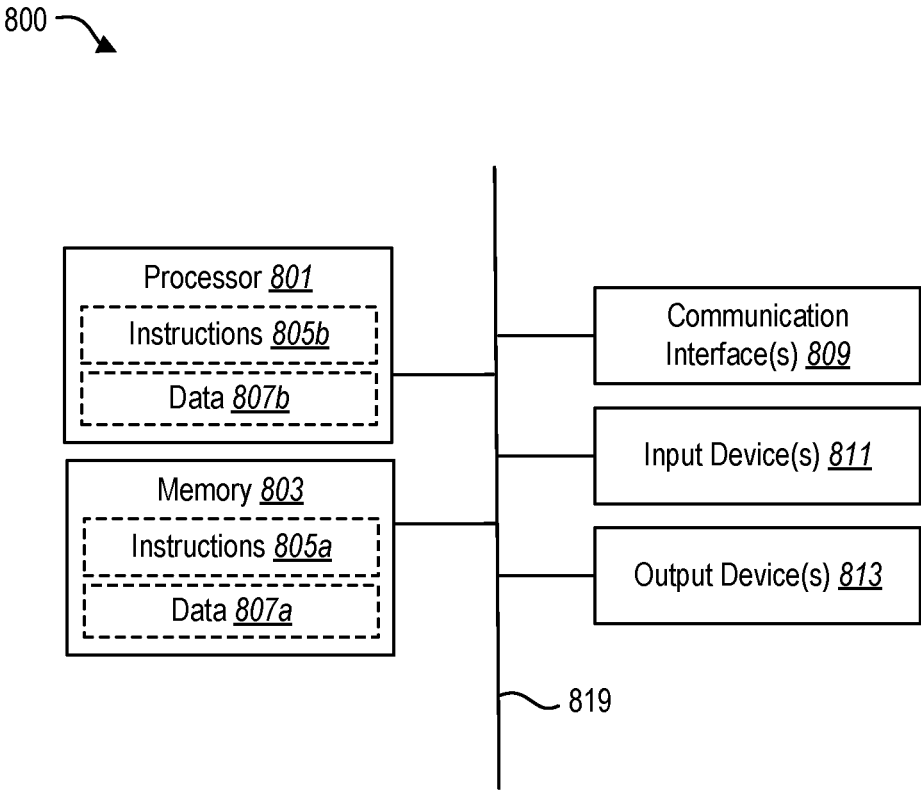 800
Processor 801
Instructions 805b
Data 807b
Memory 803
Instructions 805a
Data 807a
Communication
Interface(s) 809
Input Device(s) 811
Output Device(s) 813
819